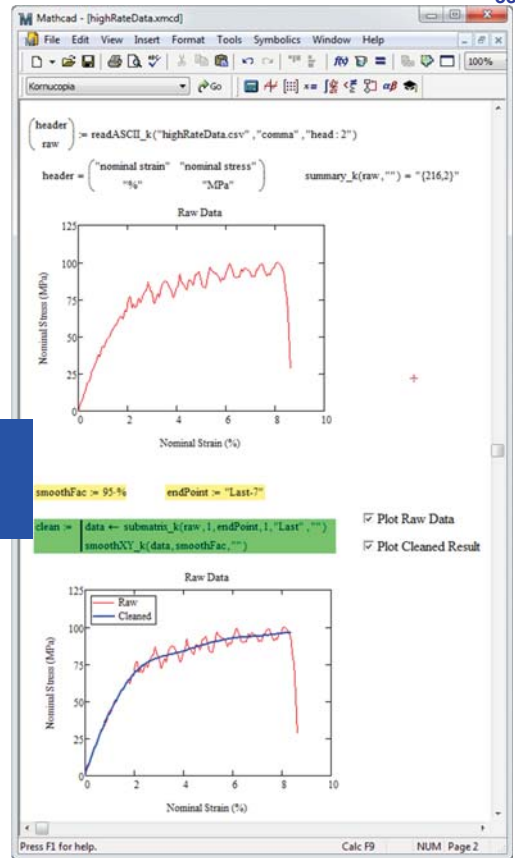 Mathcad - [highRateData.xmcd]
File Edit View Insert Format Tools Symbolics Window Help
100%
Kornucopia Go αβ
header
raw := readASCII_k("highRateData.csv" ,"comma" ,"head : 2")
header = "nominal strain" "nominal stress"
"%" "MPa"
summary_k(raw,"") = "{216,2}"
Raw Data
125
100
75
50
25
0
0 2 4 6 8 10
Nominal Stress (MPa)
Nominal Strain (%)
smoothFac := 95·% endPoint := "Last-7"
clean := data ← submatrix_k(raw,1,endPoint,1,"Last" ,"")
smoothXY_k(data,smoothFac,"")
Plot Raw Data
Plot Cleaned Result
Raw Data
Raw
Cleaned
125
100
75
50
25
0
0 2 4 6 8 10
Nominal Stress (MPa)
Nominal Strain (%)
Press F1 for help. Calc F9 NUM Page 2